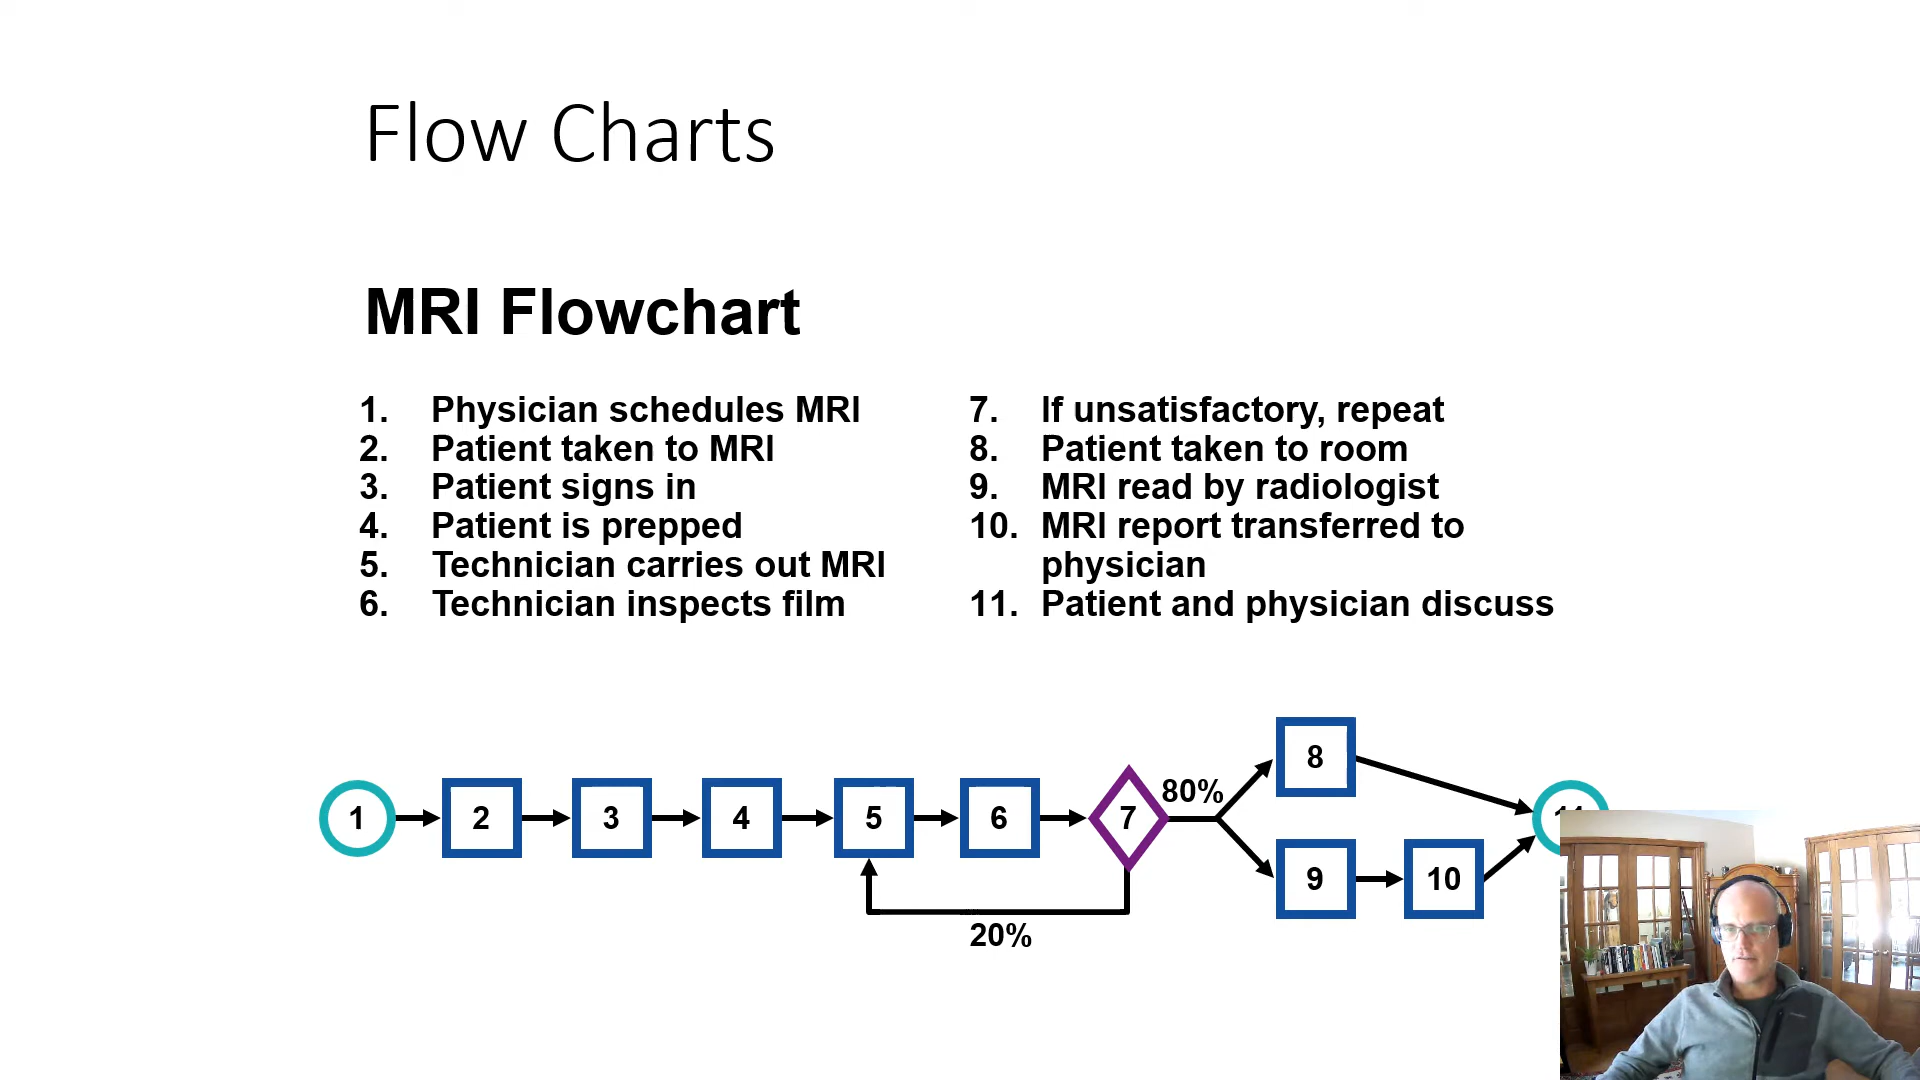 Flow Charts
MRI Flowchart
1. Physician schedules MRI
2. Patient taken to MRI
3. Patient signs in
4. Patient is prepped
5. Technician carries out MRI
6. Technician inspects film
7. If unsatisfactory, repeat
8. Patient taken to room
9. MRI read by radiologist
10. MRI report transferred to
physician
11. Patient and physician discuss
1
2
3
4
5
6
7
80%
8
9
10
20%